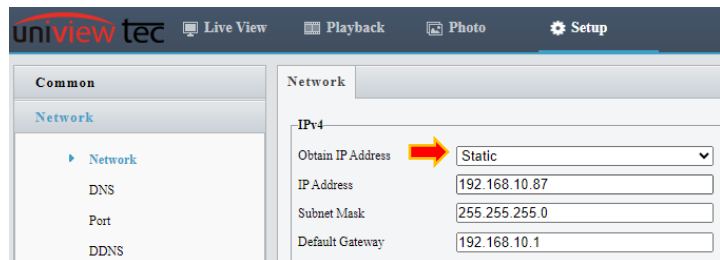 uniview tec Live View Playback Photo Setup
Common
Network
Network
DNS
Port
DDNS
Network
IPv4
Obtain IP Address Static
IP Address 192.168.10.87
Subnet Mask 255.255.255.0
Default Gateway 192.168.10.1